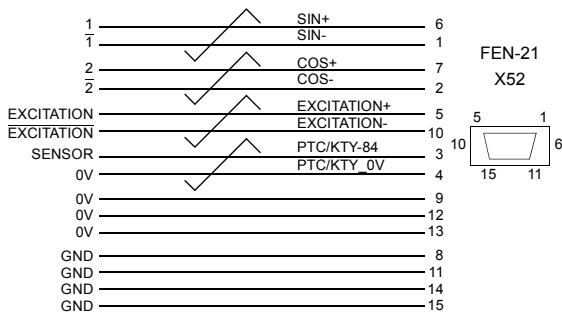 1 SIN+ 6
1 SIN- 1
2 COS+ 7
2 COS- 2
EXCITATION EXCITATION+ 5
EXCITATION EXCITATION- 10
SENSOR PTC/KTY-84 3
0V PTC/KTY_0V 4
0V 9
0V 12
0V 13
GND 8
GND 11
GND 14
GND 15
FEN-21
X52
5 1
10 6
15 11